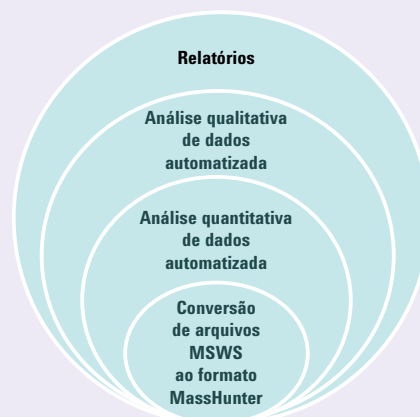 Relatórios
Análise qualitativa
de dados
automatizada
Análise quantitativa
de dados
automatizada
Conversão
de arquivos
MSWS
ao formato
MassHunter